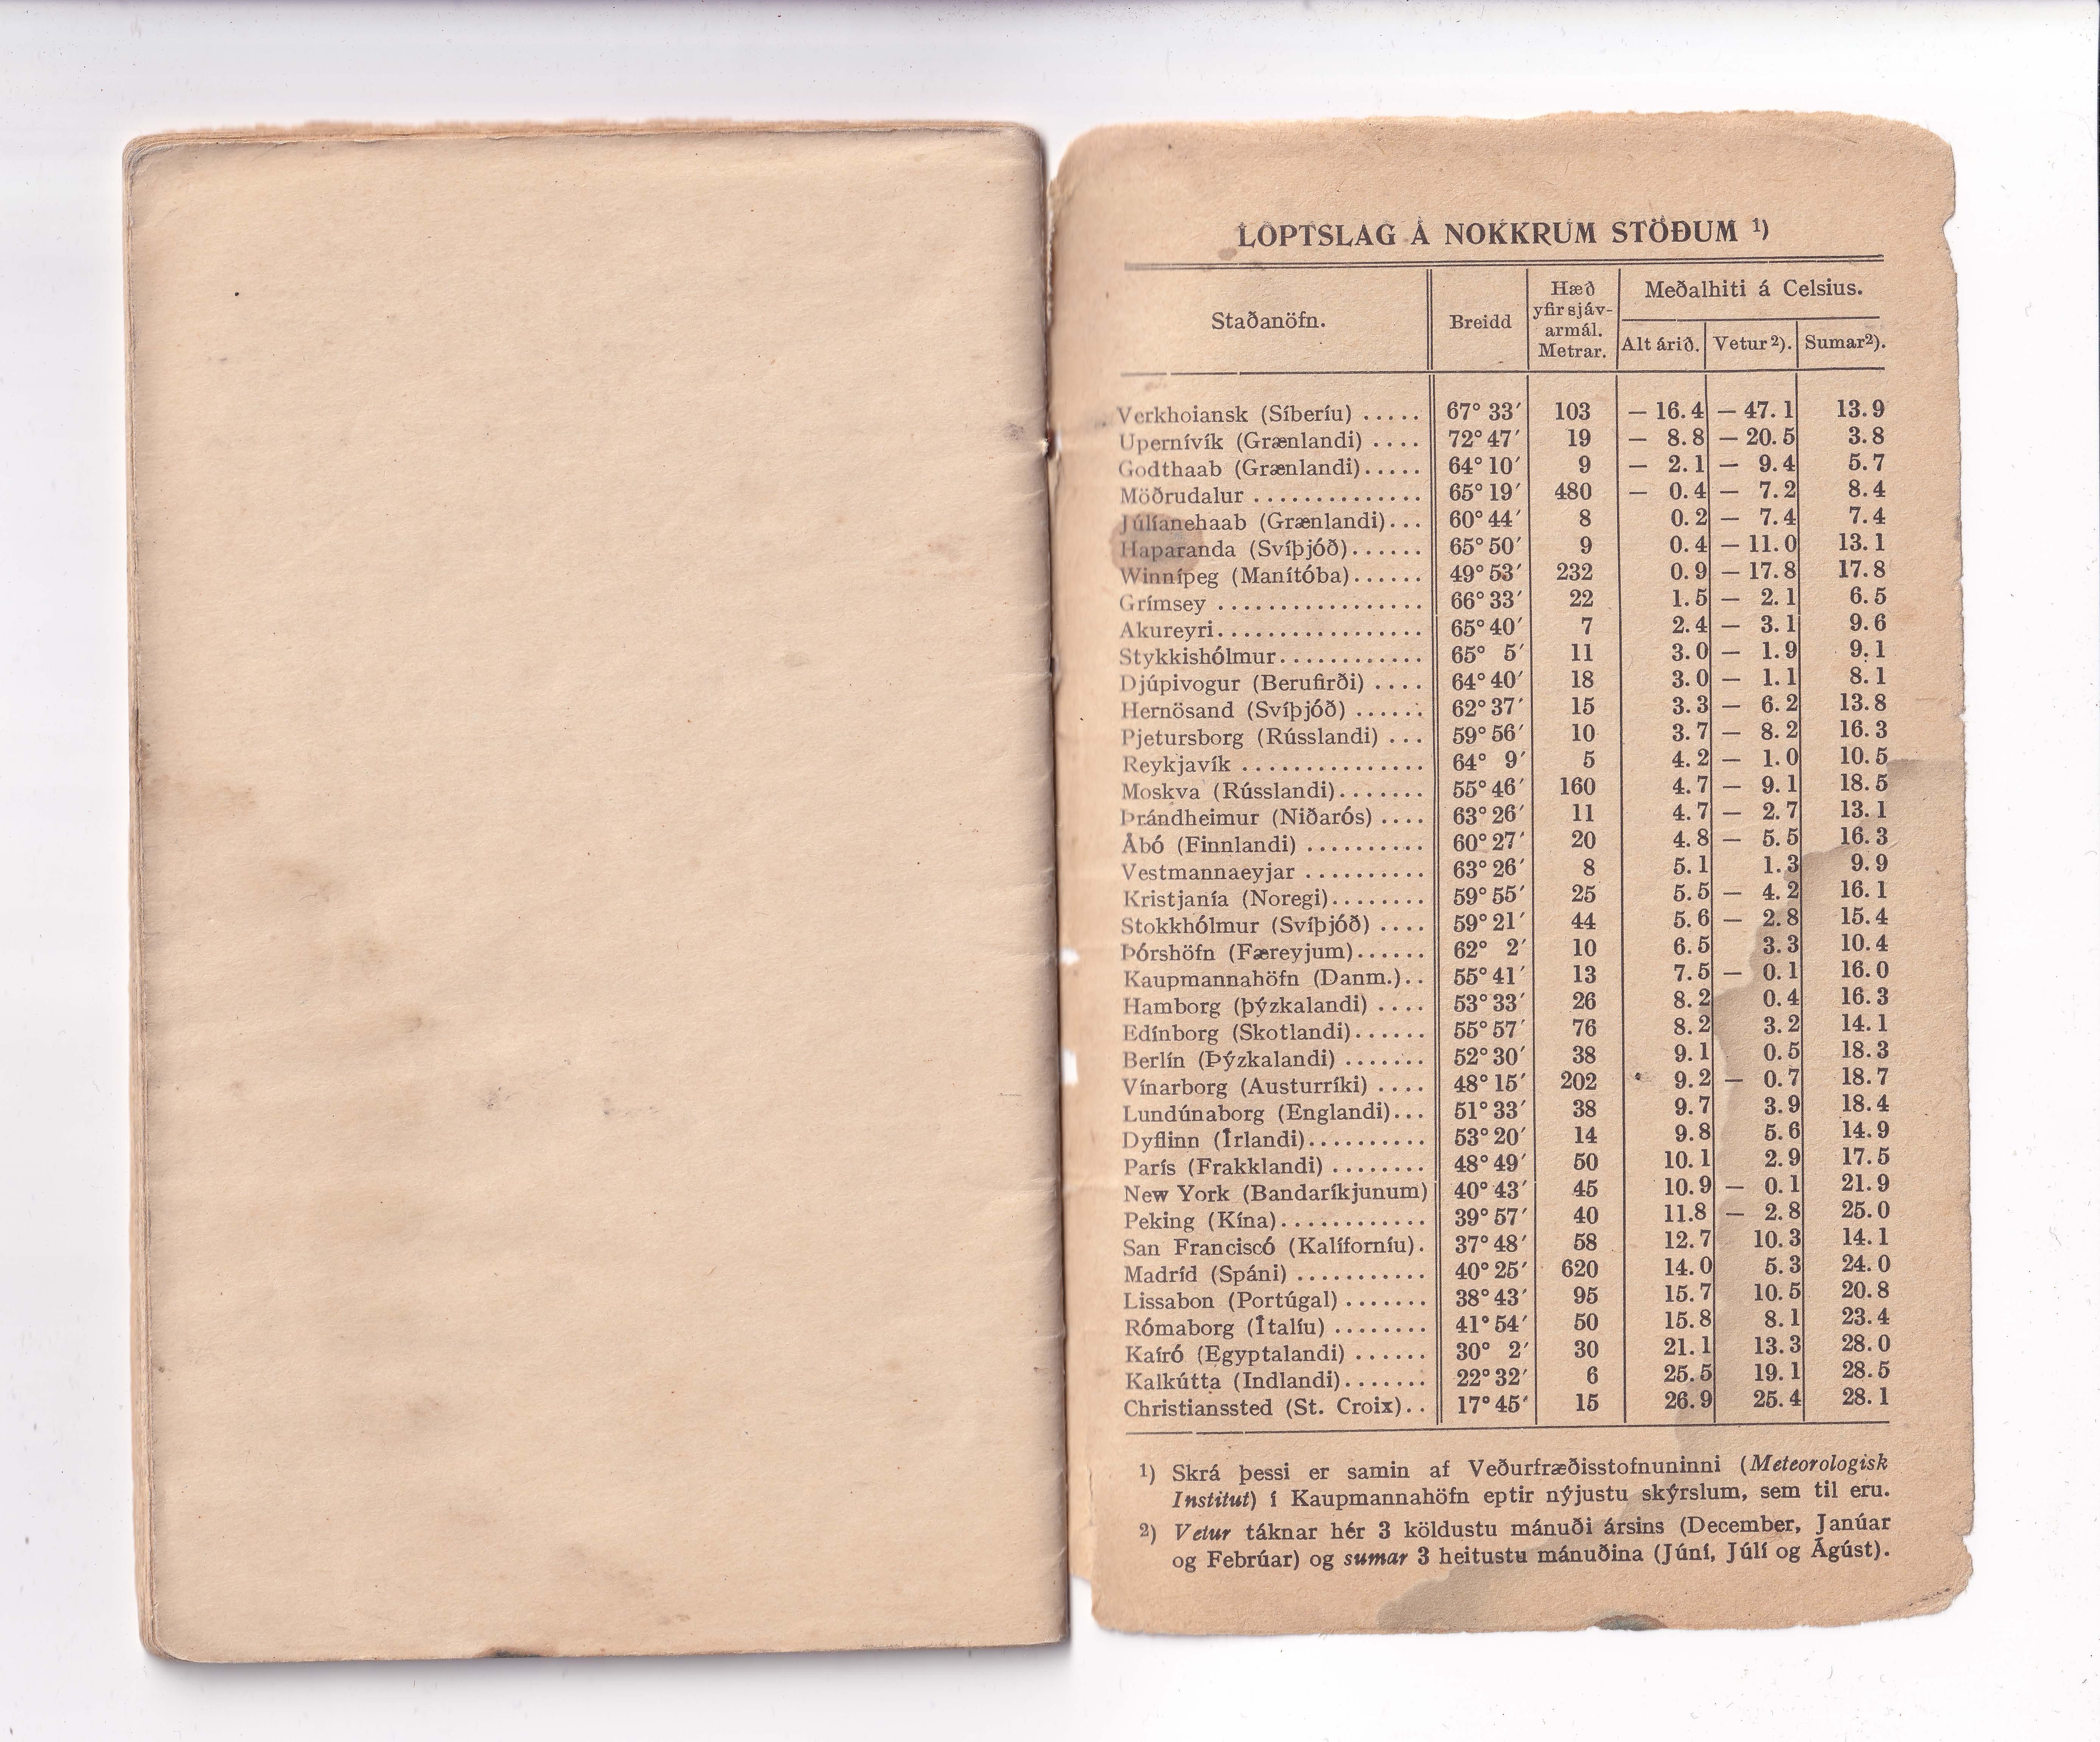 LOPTSLAG Á NOKKRUM STÖÐUM ¹)
Staðanöfn. Breidd Hæð yfir sjáv-armál. Metrar. Meðalhiti á Celsius.
Alt árið. Vetur ²). Sumar²).
Verkhoiansk (Síberíu) ..... 67° 33′ 103 — 16.4 — 47.1 13.9
Upernívík (Grænlandi) .... 72° 47′ 19 — 8.8 — 20.5 3.8
Godthaab (Grænlandi)..... 64° 10′ 9 — 2.1 — 9.4 5.7
Möðrudalur .............. 65° 19′ 480 — 0.4 — 7.2 8.4
Júlíanehaab (Grænlandi)... 60° 44′ 8 0.2 — 7.4 7.4
Haparanda (Svíþjóð)...... 65° 50′ 9 0.4 — 11.0 13.1
Winnípeg (Manítóba)...... 49° 53′ 232 0.9 — 17.8 17.8
Grímsey ................. 66° 33′ 22 1.5 — 2.1 6.5
Akureyri................. 65° 40′ 7 2.4 — 3.1 9.6
Stykkishólmur............ 65° 5′ 11 3.0 — 1.9 9.1
Djúpivogur (Berufirði) .... 64° 40′ 18 3.0 — 1.1 8.1
Hernösand (Svíþjóð) ...... 62° 37′ 15 3.3 — 6.2 13.8
Pjetursborg (Rússlandi) ... 59° 56′ 10 3.7 — 8.2 16.3
Reykjavík ............... 64° 9′ 5 4.2 — 1.0 10.5
Moskva (Rússlandi)....... 55° 46′ 160 4.7 — 9.1 18.5
Þrándheimur (Niðarós) .... 63° 26′ 11 4.7 — 2.7 13.1
Åbó (Finnlandi) .......... 60° 27′ 20 4.8 — 5.5 16.3
Vestmannaeyjar .......... 63° 26′ 8 5.1 1.3 9.9
Kristjanía (Noregi)........ 59° 55′ 25 5.5 — 4.2 16.1
Stokkhólmur (Svíþjóð) .... 59° 21′ 44 5.6 — 2.8 15.4
Þórshöfn (Færeyjum)...... 62° 2′ 10 6.5 3.3 10.4
Kaupmannahöfn (Danm.).. 55° 41′ 13 7.5 — 0.1 16.0
Hamborg (þýzkalandi) .... 53° 33′ 26 8.2 0.4 16.3
Edínborg (Skotlandi)...... 55° 57′ 76 8.2 3.2 14.1
Berlín (Þýzkalandi) ....... 52° 30′ 38 9.1 0.5 18.3
Vínarborg (Austurríki) .... 48° 15′ 202 9.2 — 0.7 18.7
Lundúnaborg (Englandi)... 51° 33′ 38 9.7 3.9 18.4
Dyflinn (Írlandi).......... 53° 20′ 14 9.8 5.6 14.9
París (Frakklandi) ........ 48° 49′ 50 10.1 2.9 17.5
New York (Bandaríkjunum) 40° 43′ 45 10.9 — 0.1 21.9
Peking (Kína)............ 39° 57′ 40 11.8 — 2.8 25.0
San Franciscó (Kalíforníu). 37° 48′ 58 12.7 10.3 14.1
Madríd (Spáni) ........... 40° 25′ 620 14.0 5.3 24.0
Lissabon (Portúgal) ....... 38° 43′ 95 15.7 10.5 20.8
Rómaborg (Ítalíu) ........ 41° 54′ 50 15.8 8.1 23.4
Kaíró (Egyptalandi) ...... 30° 2′ 30 21.1 13.3 28.0
Kalkútta (Indlandi)....... 22° 32′ 6 25.5 19.1 28.5
Christianssted (St. Croix).. 17° 45′ 15 26.9 25.4 28.1
¹) Skrá þessi er samin af Veðurfræðisstofnuninni (Meteorologisk
Institut) í Kaupmannahöfn eptir nýjustu skýrslum, sem til eru.
²) Vetur táknar hér 3 köldustu mánuði ársins (December, Janúar
og Febrúar) og sumar 3 heitustu mánuðina (Júní, Júlí og Ágúst).